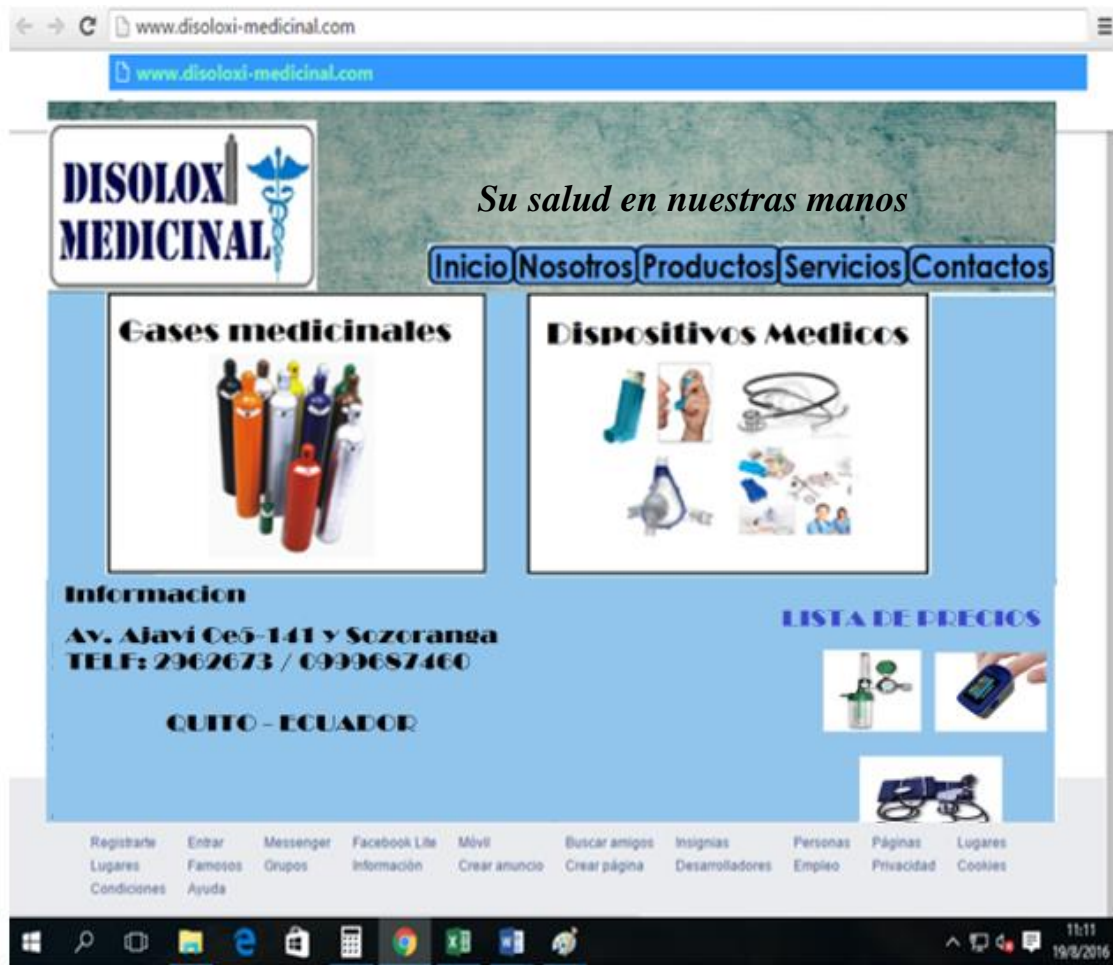 www.disoloxi-medicinal.com
www.disoloxi-medicinal.com
DISOLOXI
MEDICINAL
Su salud en nuestras manos
Inicio Nosotros Productos Servicios Contactos
Gases medicinales
Dispositivos Medicos
Informacion
Av. Ajaví Oe5-141 y Sozoranga
TELF: 2962673 / 0999687460
QUITO - ECUADOR
LISTA DE PRECIOS
Registrarte Entrar Messenger Facebook Lite Móvil Buscar amigos Insignias Personas Páginas Lugares
Lugares Famosos Grupos Información Crear anuncio Crear página Desarrolladores Empleo Privacidad Cookies
Condiciones Ayuda
11:11
19/8/2016